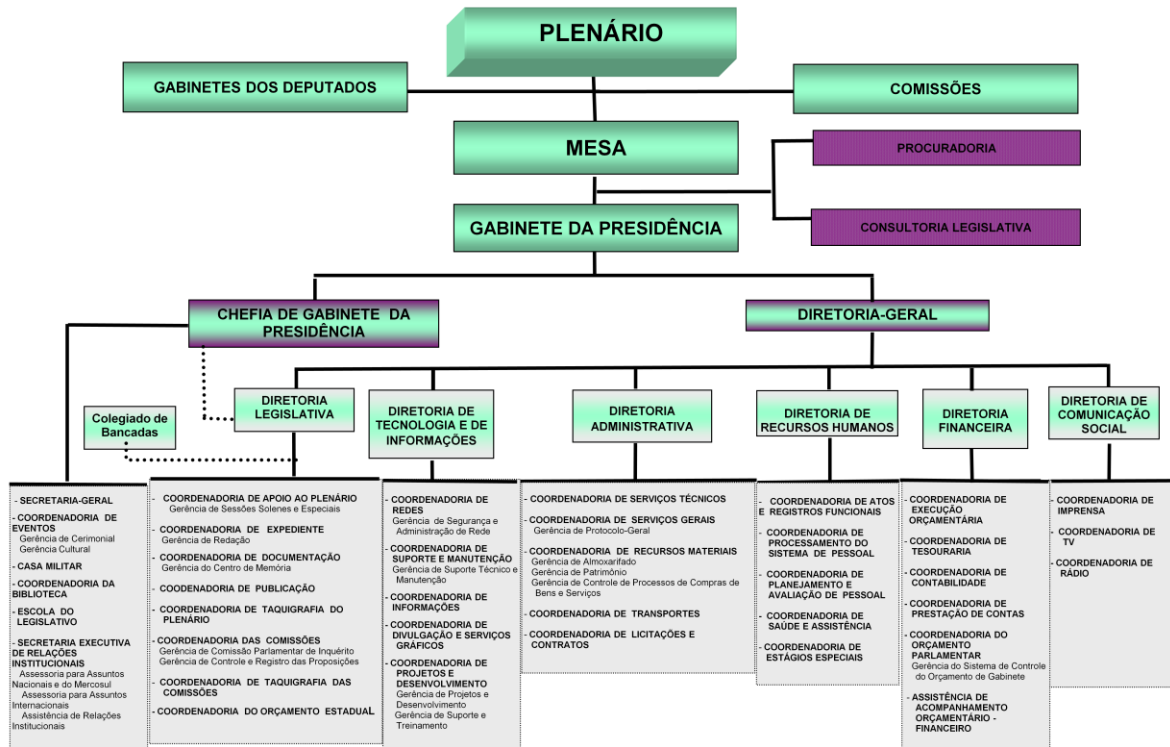 PLENÁRIO
GABINETES DOS DEPUTADOS
COMISSÕES
MESA
PROCURADORIA
GABINETE DA PRESIDÊNCIA
CONSULTORIA LEGISLATIVA
CHEFIA DE GABINETE DA
PRESIDÊNCIA
DIRETORIA-GERAL
Colegiado de
Bancadas
DIRETORIA
LEGISLATIVA
DIRETORIA DE
TECNOLOGIA E DE
INFORMAÇÕES
DIRETORIA
ADMINISTRATIVA
DIRETORIA DE
RECURSOS HUMANOS
DIRETORIA
FINANCEIRA
DIRETORIA DE
COMUNICAÇÃO
SOCIAL
- SECRETARIA-GERAL
- COORDENADORIA DE
EVENTOS
Gerência de Cerimonial
Gerência Cultural
- CASA MILITAR
- COORDENADORIA DA
BIBLIOTECA
- ESCOLA DO
LEGISLATIVO
- SECRETARIA EXECUTIVA
DE RELAÇÕES
INSTITUCIONAIS
Assessoria para Assuntos
Nacionais e do Mercosul
Assessoria para Assuntos
Internacionais
Assistência de Relações
Institucionais
- COORDENADORIA DE APOIO AO PLENÁRIO
Gerência de Sessões Solenes e Especiais
- COORDENADORIA DE EXPEDIENTE
Gerência de Redação
- COORDENADORIA DE DOCUMENTAÇÃO
Gerência do Centro de Memória
- COODENADORIA DE PUBLICAÇÃO
- COORDENADORIA DE TAQUIGRAFIA DO
PLENÁRIO
- COORDENADORIA DAS COMISSÕES
Gerência de Comissão Parlamentar de Inquérito
Gerência de Controle e Registro das Proposições
- COORDENADORIA DE TAQUIGRAFIA DAS
COMISSÕES
- COORDENADORIA DO ORÇAMENTO ESTADUAL
- COORDENADORIA DE
REDES
Gerência de Segurança e
Administração de Rede
- COORDENADORIA DE
SUPORTE E MANUTENÇÃO
Gerência de Suporte Técnico e
Manutenção
- COORDENADORIA DE
INFORMAÇÕES
- COORDENADORIA DE
DIVULGAÇÃO E SERVIÇOS
GRÁFICOS
- COORDENADORIA DE
PROJETOS E
DESENVOLVIMENTO
Gerência de Projetos e
Desenvolvimento
Gerência de Suporte e
Treinamento
- COORDENADORIA DE SERVIÇOS TÉCNICOS
- COORDENADORIA DE SERVIÇOS GERAIS
Gerência de Protocolo-Geral
- COORDENADORIA DE RECURSOS MATERIAIS
Gerência de Almoxarifado
Gerência de Patrimônio
Gerência de Controle de Processos de Compras de
Bens e Serviços
- COORDENADORIA DE TRANSPORTES
- COORDENADORIA DE LICITAÇÕES E
CONTRATOS
- COORDENADORIA DE ATOS
E REGISTROS FUNCIONAIS
- COORDENADORIA DE
PROCESSAMENTO DO
SISTEMA DE PESSOAL
- COORDENADORIA DE
PLANEJAMENTO E
AVALIAÇÃO DE PESSOAL
- COORDENADORIA DE
SAÚDE E ASSISTÊNCIA
- COORDENADORIA DE
ESTÁGIOS ESPECIAIS
- COORDENADORIA DE
EXECUÇÃO
ORÇAMENTÁRIA
- COORDENADORIA DE
TESOURARIA
- COORDENADORIA DE
CONTABILIDADE
- COORDENADORIA DE
PRESTAÇÃO DE CONTAS
- COORDENADORIA DO
ORÇAMENTO
PARLAMENTAR
Gerência do Sistema de Controle
do Orçamento de Gabinete
- ASSISTÊNCIA DE
ACOMPANHAMENTO
ORÇAMENTÁRIO -
FINANCEIRO
- COORDENADORIA DE
IMPRENSA
- COORDENADORIA DE
TV
- COORDENADORIA DE
RÁDIO